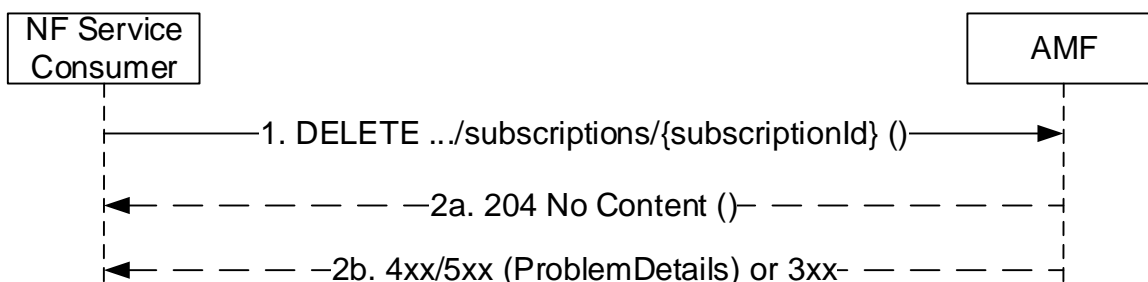 NF Service
Consumer
AMF
1. DELETE .../subscriptions/{subscriptionId} ()
2a. 204 No Content ()
2b. 4xx/5xx (ProblemDetails) or 3xx